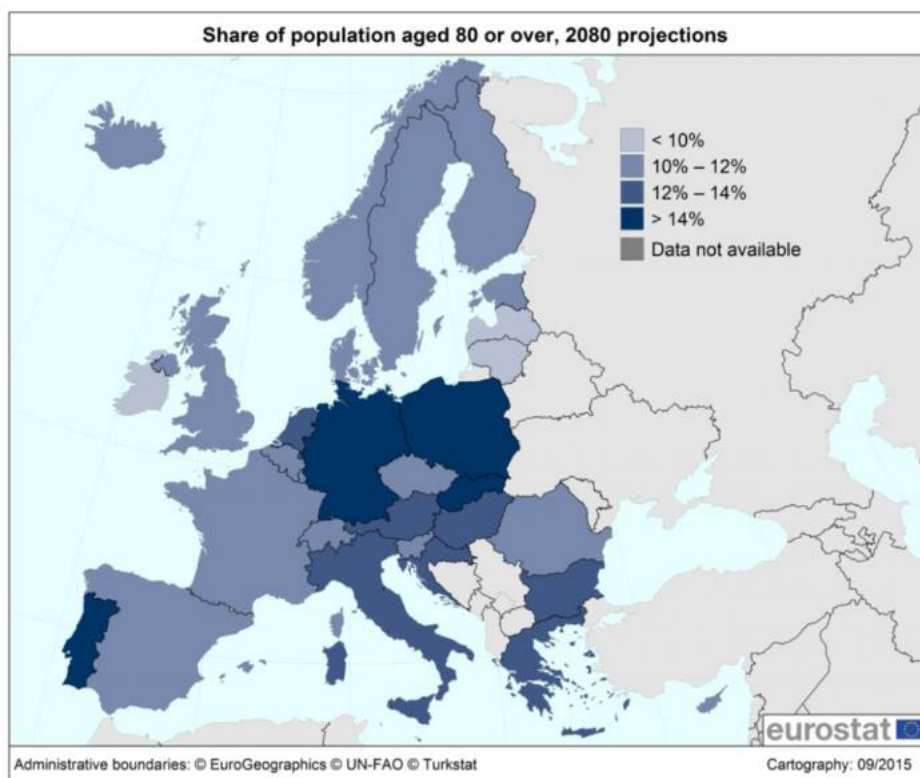 Share of population aged 80 or over, 2080 projections
< 10%
10% – 12%
12% – 14%
> 14%
Data not available
eurostat
Administrative boundaries: © EuroGeographics © UN-FAO © Turkstat
Cartography: 09/2015